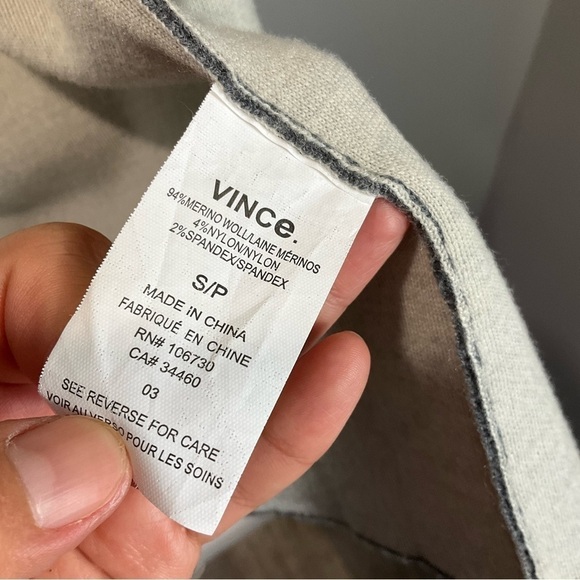 VINCe.
94%MERINO WOLL/LAINE MÉRINOS
4%NYLON/NYLON
2%SPANDEX/SPANDEX
S/P
MADE IN CHINA
FABRIQUÉ EN CHINE
RN# 106730
CA# 34460
03
SEE REVERSE FOR CARE
VOIR AU VERSO POUR LES SOINS